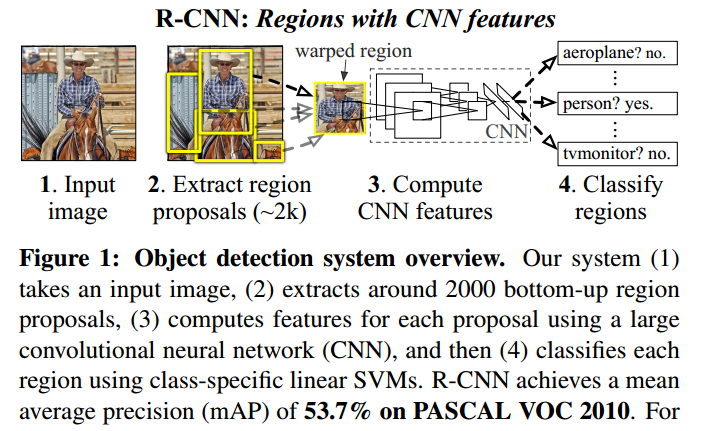 R-CNN: Regions with CNN features
warped region
aeroplane? no.
person? yes.
tvmonitor? no.
CNN
1. Input
image
2. Extract region
proposals (~2k)
3. Compute
CNN features
4. Classify
regions
Figure 1: Object detection system overview. Our system (1)
takes an input image, (2) extracts around 2000 bottom-up region
proposals, (3) computes features for each proposal using a large
convolutional neural network (CNN), and then (4) classifies each
region using class-specific linear SVMs. R-CNN achieves a mean
average precision (mAP) of 53.7% on PASCAL VOC 2010. For